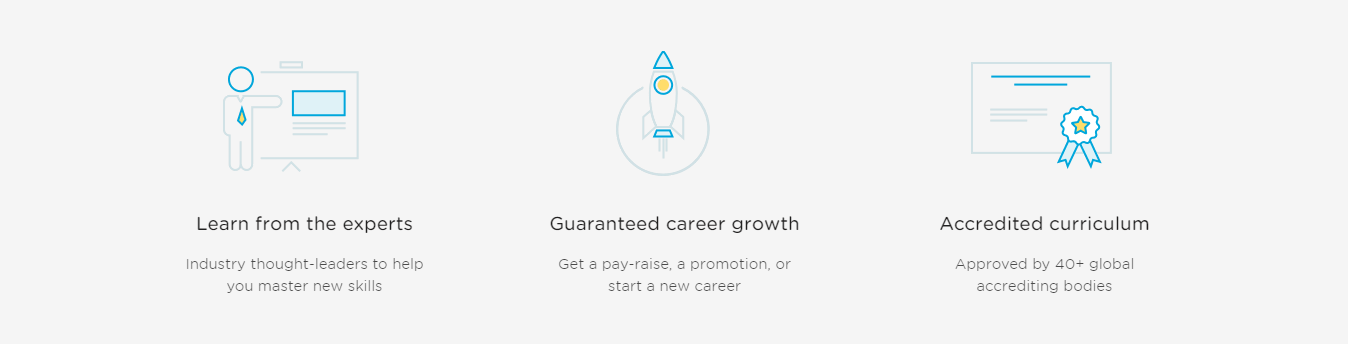 Learn from the experts
Industry thought-leaders to help
you master new skills
Guaranteed career growth
Get a pay-raise, a promotion, or
start a new career
Accredited curriculum
Approved by 40+ global
accrediting bodies